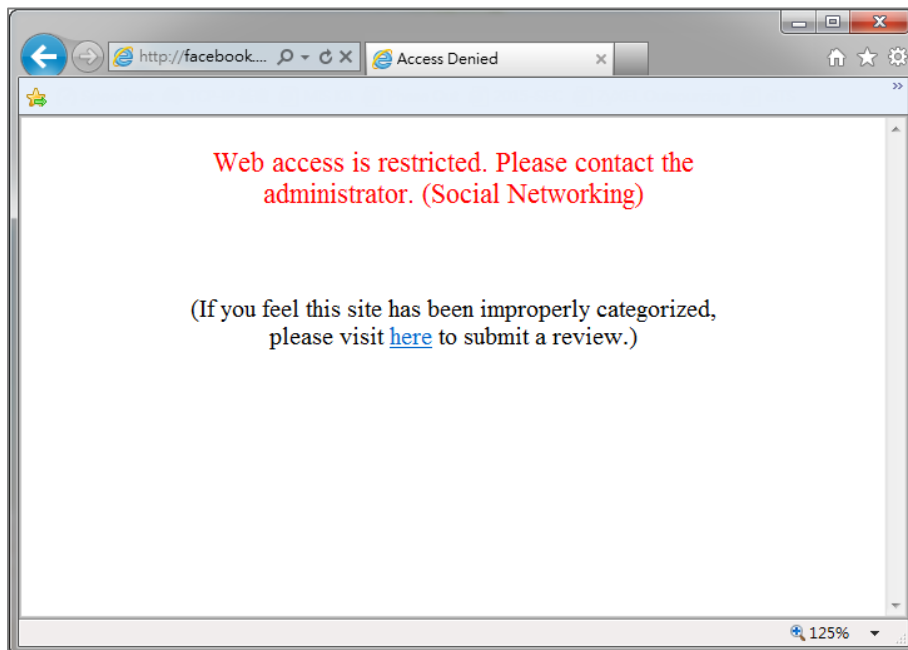 http://facebook....
Access Denied
Web access is restricted. Please contact the
administrator. (Social Networking)
(If you feel this site has been improperly categorized,
please visit here to submit a review.)
125%